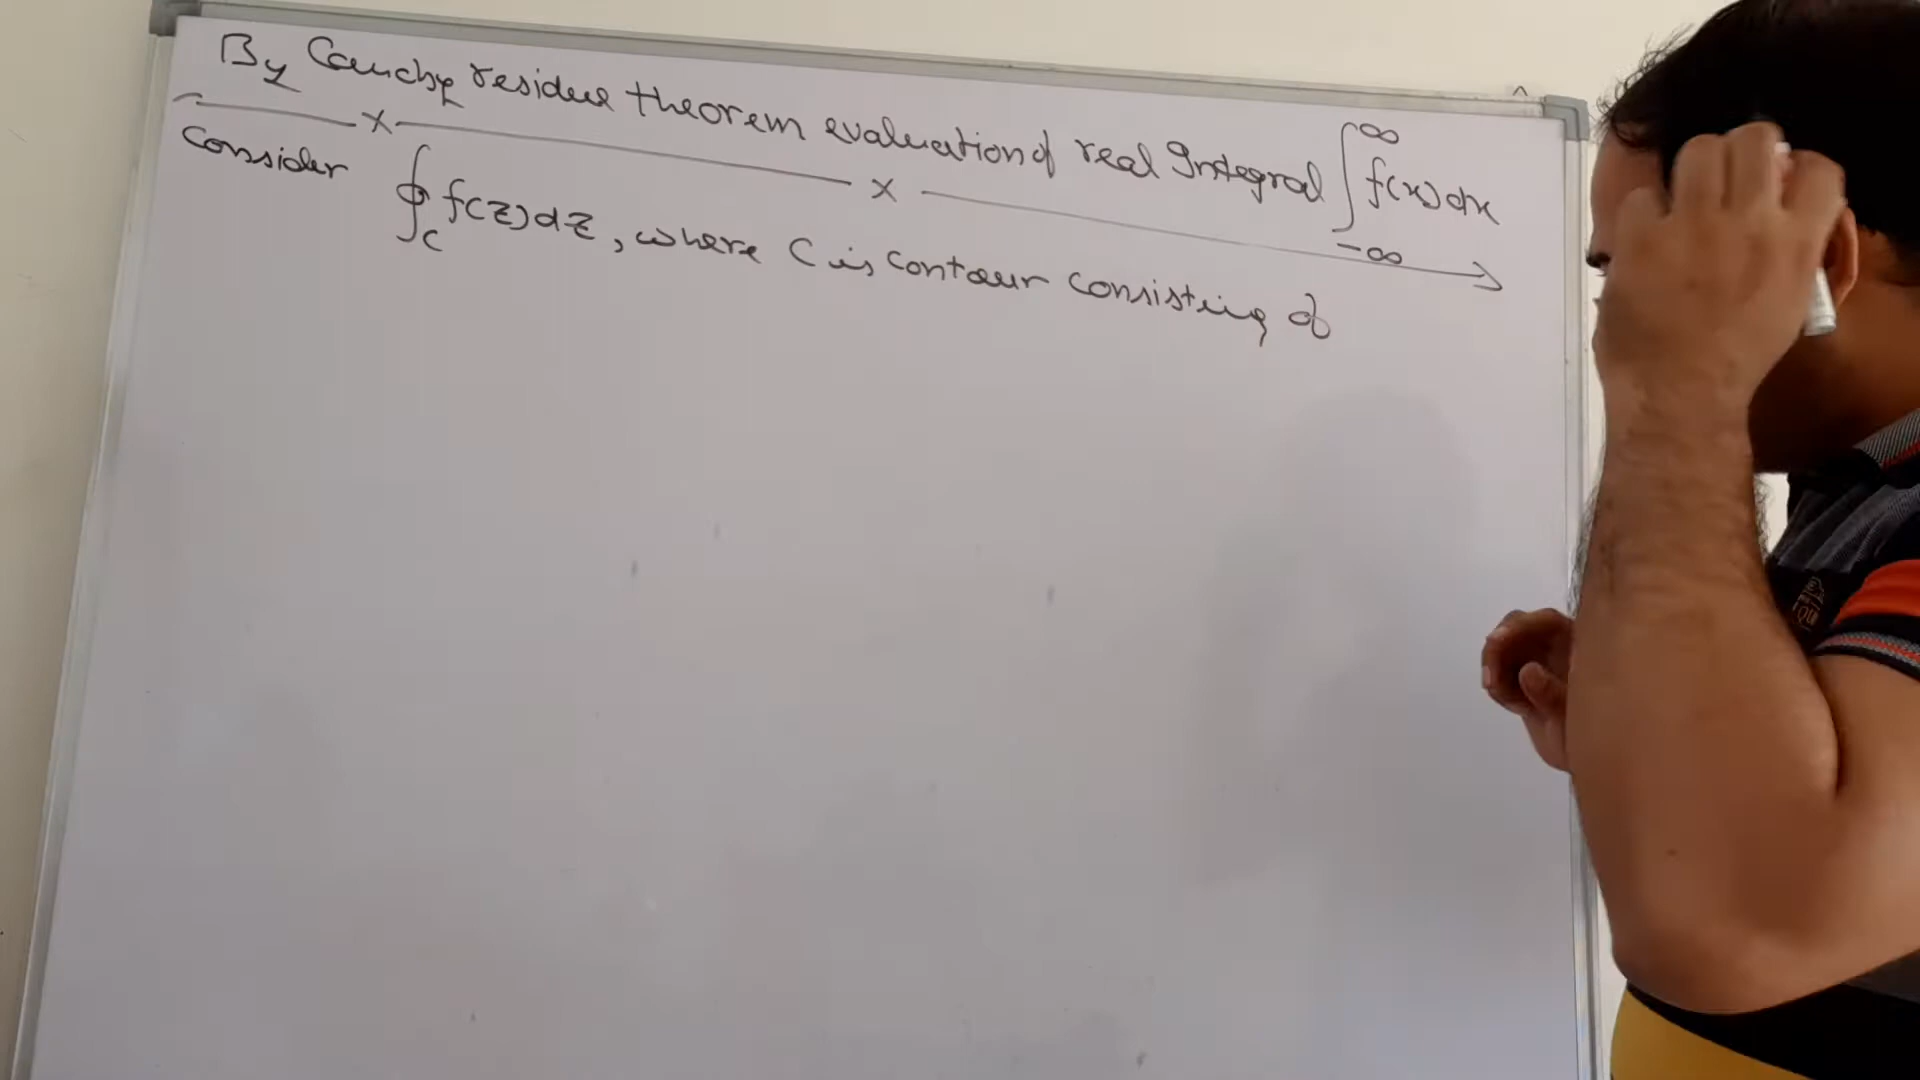 By Cauchy residue theorem evaluation of real Integral ∫_{-∞}^{∞} f(x)dx
Consider ∮_C f(z)dz, where C is contour consisting of